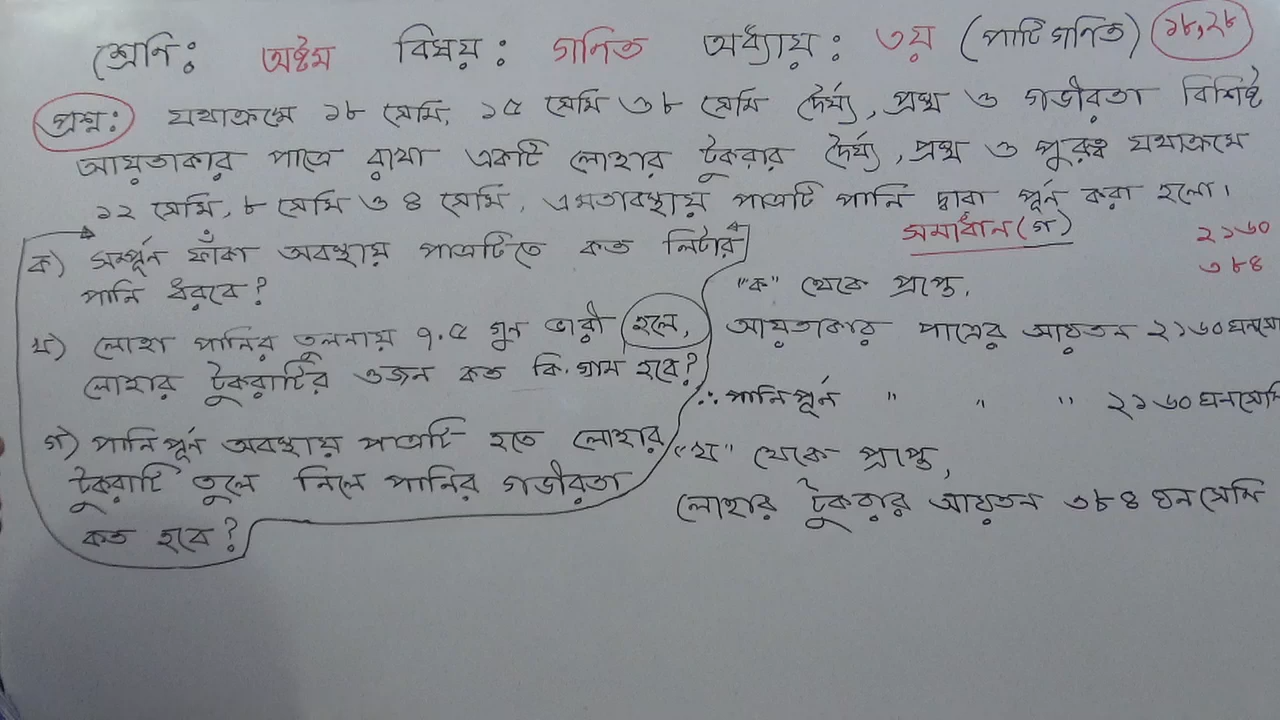 শ্রেণি: অষ্টম বিষয়: গনিত অধ্যায়: ৩য় (পাটিগনিত) ১৮,২৮
প্রশ্ন: যথাক্রমে ১৮ সেমি, ১৫ সেমি ও ৮ সেমি দৈর্ঘ্য, প্রস্থ ও গভীরতা বিশিষ্ট
আয়তাকার পাত্রে রাখা একটি লোহার টুকরার দৈর্ঘ্য, প্রস্থ ও পুরুত্ব যথাক্রমে
১২ সেমি, ৮ সেমি ও ৪ সেমি, এমতাবস্থায় পাত্রটি পানি দ্বারা পূর্ন করা হলো।
ক) সম্পূর্ন ফাঁকা অবস্থায় পাত্রটিতে কত লিটার
পানি ধরবে?
খ) লোহা পানির তুলনায় ৭.৫ গুন ভারী হলে,
লোহার টুকরাটির ওজন কত কি.গ্রাম হবে?
গ) পানিপূর্ন অবস্থায় পাত্রটি হতে লোহার
টুকরাটি তুলে নিলে পানির গভীরতা
কত হবে?
সমাধান(গ)
২১৬০
৩৮৪
"ক" থেকে প্রাপ্ত,
আয়তাকার পাত্রের আয়তন ২১৬০ ঘনসে
∴ পানিপূর্ন " " " ২১৬০ ঘনসেমি
"খ" থেকে প্রাপ্ত,
লোহার টুকরার আয়তন ৩৮৪ ঘন সেমি